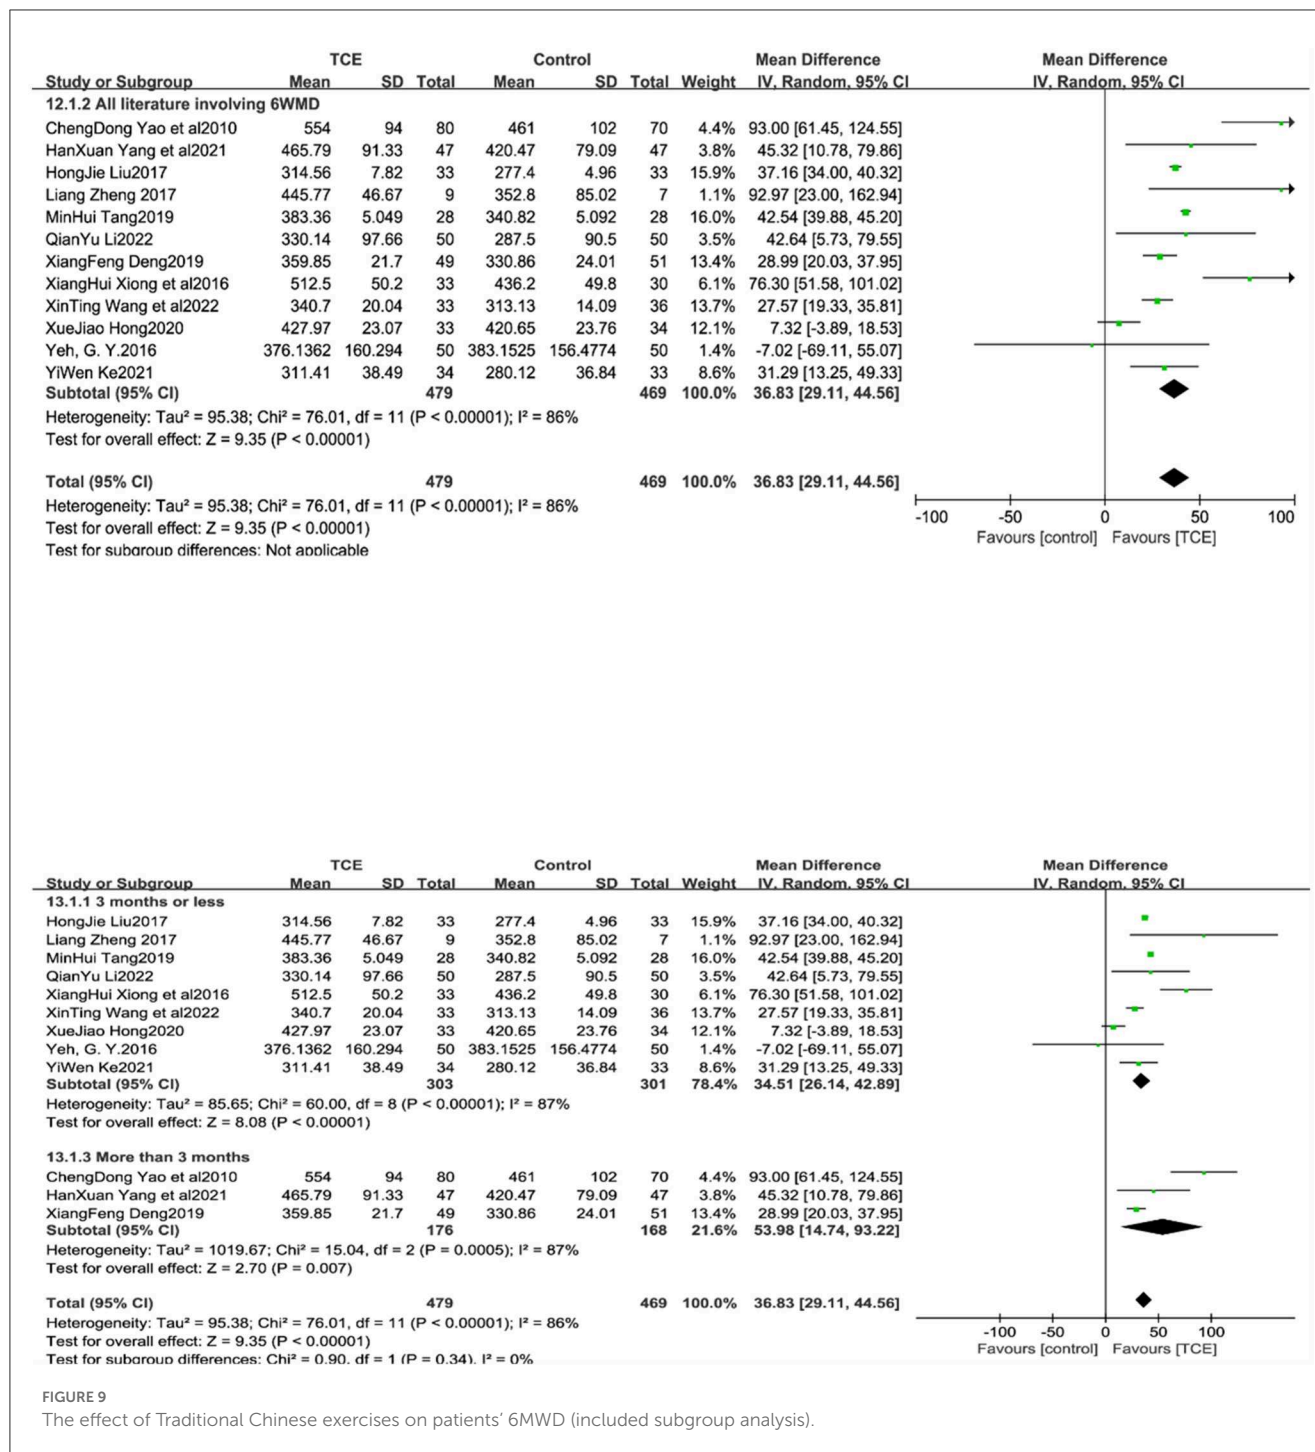 TCE Control Mean Difference Mean Difference
Study or Subgroup Mean SD Total Mean SD Total Weight IV, Random, 95% CI IV, Random, 95% CI
12.1.2 All literature involving 6WMD
ChengDong Yao et al2010 554 94 80 461 102 70 4.4% 93.00 [61.45, 124.55]
HanXuan Yang et al2021 465.79 91.33 47 420.47 79.09 47 3.8% 45.32 [10.78, 79.86]
HongJie Liu2017 314.56 7.82 33 277.4 4.96 33 15.9% 37.16 [34.00, 40.32]
Liang Zheng 2017 445.77 46.67 9 352.8 85.02 7 1.1% 92.97 [23.00, 162.94]
MinHui Tang2019 383.36 5.049 28 340.82 5.092 28 16.0% 42.54 [39.88, 45.20]
QianYu Li2022 330.14 97.66 50 287.5 90.5 50 3.5% 42.64 [5.73, 79.55]
XiangFeng Deng2019 359.85 21.7 49 330.86 24.01 51 13.4% 28.99 [20.03, 37.95]
XiangHui Xiong et al2016 512.5 50.2 33 436.2 49.8 30 6.1% 76.30 [51.58, 101.02]
XinTing Wang et al2022 340.7 20.04 33 313.13 14.09 36 13.7% 27.57 [19.33, 35.81]
XueJiao Hong2020 427.97 23.07 33 420.65 23.76 34 12.1% 7.32 [-3.89, 18.53]
Yeh, G. Y.2016 376.1362 160.294 50 383.1525 156.4774 50 1.4% -7.02 [-69.11, 55.07]
YiWen Ke2021 311.41 38.49 34 280.12 36.84 33 8.6% 31.29 [13.25, 49.33]
Subtotal (95% CI) 479 469 100.0% 36.83 [29.11, 44.56]
Heterogeneity: Tau² = 95.38; Chi² = 76.01, df = 11 (P < 0.00001); I² = 86%
Test for overall effect: Z = 9.35 (P < 0.00001)
Total (95% CI) 479 469 100.0% 36.83 [29.11, 44.56]
Heterogeneity: Tau² = 95.38; Chi² = 76.01, df = 11 (P < 0.00001); I² = 86%
Test for overall effect: Z = 9.35 (P < 0.00001)
Test for subgroup differences: Not applicable
-100 -50 0 50 100
Favours [control] Favours [TCE]
TCE Control Mean Difference Mean Difference
Study or Subgroup Mean SD Total Mean SD Total Weight IV, Random, 95% CI IV, Random, 95% CI
13.1.1 3 months or less
HongJie Liu2017 314.56 7.82 33 277.4 4.96 33 15.9% 37.16 [34.00, 40.32]
Liang Zheng 2017 445.77 46.67 9 352.8 85.02 7 1.1% 92.97 [23.00, 162.94]
MinHui Tang2019 383.36 5.049 28 340.82 5.092 28 16.0% 42.54 [39.88, 45.20]
QianYu Li2022 330.14 97.66 50 287.5 90.5 50 3.5% 42.64 [5.73, 79.55]
XiangHui Xiong et al2016 512.5 50.2 33 436.2 49.8 30 6.1% 76.30 [51.58, 101.02]
XinTing Wang et al2022 340.7 20.04 33 313.13 14.09 36 13.7% 27.57 [19.33, 35.81]
XueJiao Hong2020 427.97 23.07 33 420.65 23.76 34 12.1% 7.32 [-3.89, 18.53]
Yeh, G. Y.2016 376.1362 160.294 50 383.1525 156.4774 50 1.4% -7.02 [-69.11, 55.07]
YiWen Ke2021 311.41 38.49 34 280.12 36.84 33 8.6% 31.29 [13.25, 49.33]
Subtotal (95% CI) 303 301 78.4% 34.51 [26.14, 42.89]
Heterogeneity: Tau² = 85.65; Chi² = 60.00, df = 8 (P < 0.00001); I² = 87%
Test for overall effect: Z = 8.08 (P < 0.00001)
13.1.3 More than 3 months
ChengDong Yao et al2010 554 94 80 461 102 70 4.4% 93.00 [61.45, 124.55]
HanXuan Yang et al2021 465.79 91.33 47 420.47 79.09 47 3.8% 45.32 [10.78, 79.86]
XiangFeng Deng2019 359.85 21.7 49 330.86 24.01 51 13.4% 28.99 [20.03, 37.95]
Subtotal (95% CI) 176 168 21.6% 53.98 [14.74, 93.22]
Heterogeneity: Tau² = 1019.67; Chi² = 15.04, df = 2 (P = 0.0005); I² = 87%
Test for overall effect: Z = 2.70 (P = 0.007)
Total (95% CI) 479 469 100.0% 36.83 [29.11, 44.56]
Heterogeneity: Tau² = 95.38; Chi² = 76.01, df = 11 (P < 0.00001); I² = 86%
Test for overall effect: Z = 9.35 (P < 0.00001)
Test for subgroup differences: Chi² = 0.90, df = 1 (P = 0.34), I² = 0%
-100 -50 0 50 100
Favours [control] Favours [TCE]
FIGURE 9
The effect of Traditional Chinese exercises on patients' 6MWD (included subgroup analysis).